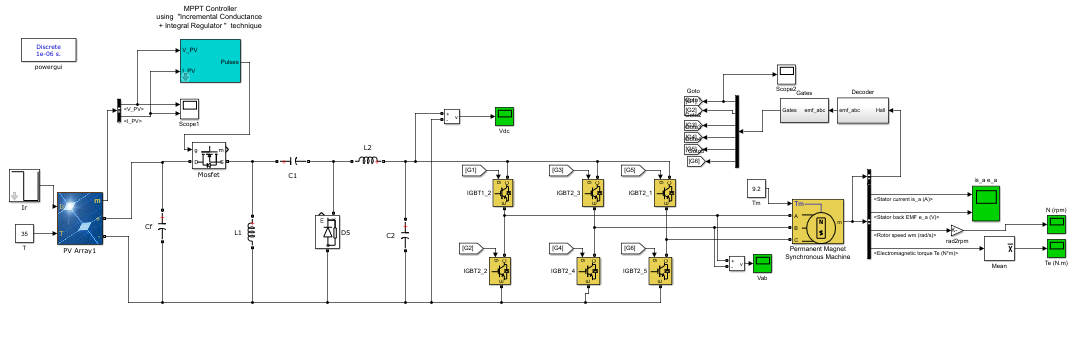 MPPT Controller
using "Incremental Conductance
+ Integral Regulator " technique
Discrete
1e-06 s.
powergui
V_PV
I_PV
Pulses
<V_PV>
<I_PV>
Scope1
Mosfet
g
m
D
S
Ir
35
T
m
T
PV Array1
Cf
L1
C1
D5
L2
C2
Vdc
[G1]
IGBT1_2
[G3]
IGBT2_3
[G5]
IGBT2_1
[G2]
IGBT2_2
[G4]
IGBT2_4
[G6]
IGBT2_5
Goto
[G2]
[G6]
Scope2
Gates
Gates
emf_abc
Decoder
emf_abc
Hall
9.2
Tm
Tm
A
B
C
N
S
m
Permanent Magnet
Synchronous Machine
Vab
is_a e_a
<Stator current is_a (A)>
<Stator back EMF e_a (V)>
<Rotor speed wm (rad/s)>
<Electromagnetic torque Te (N*m)>
rad2rpm
Mean
N (rpm)
Te (N.m)